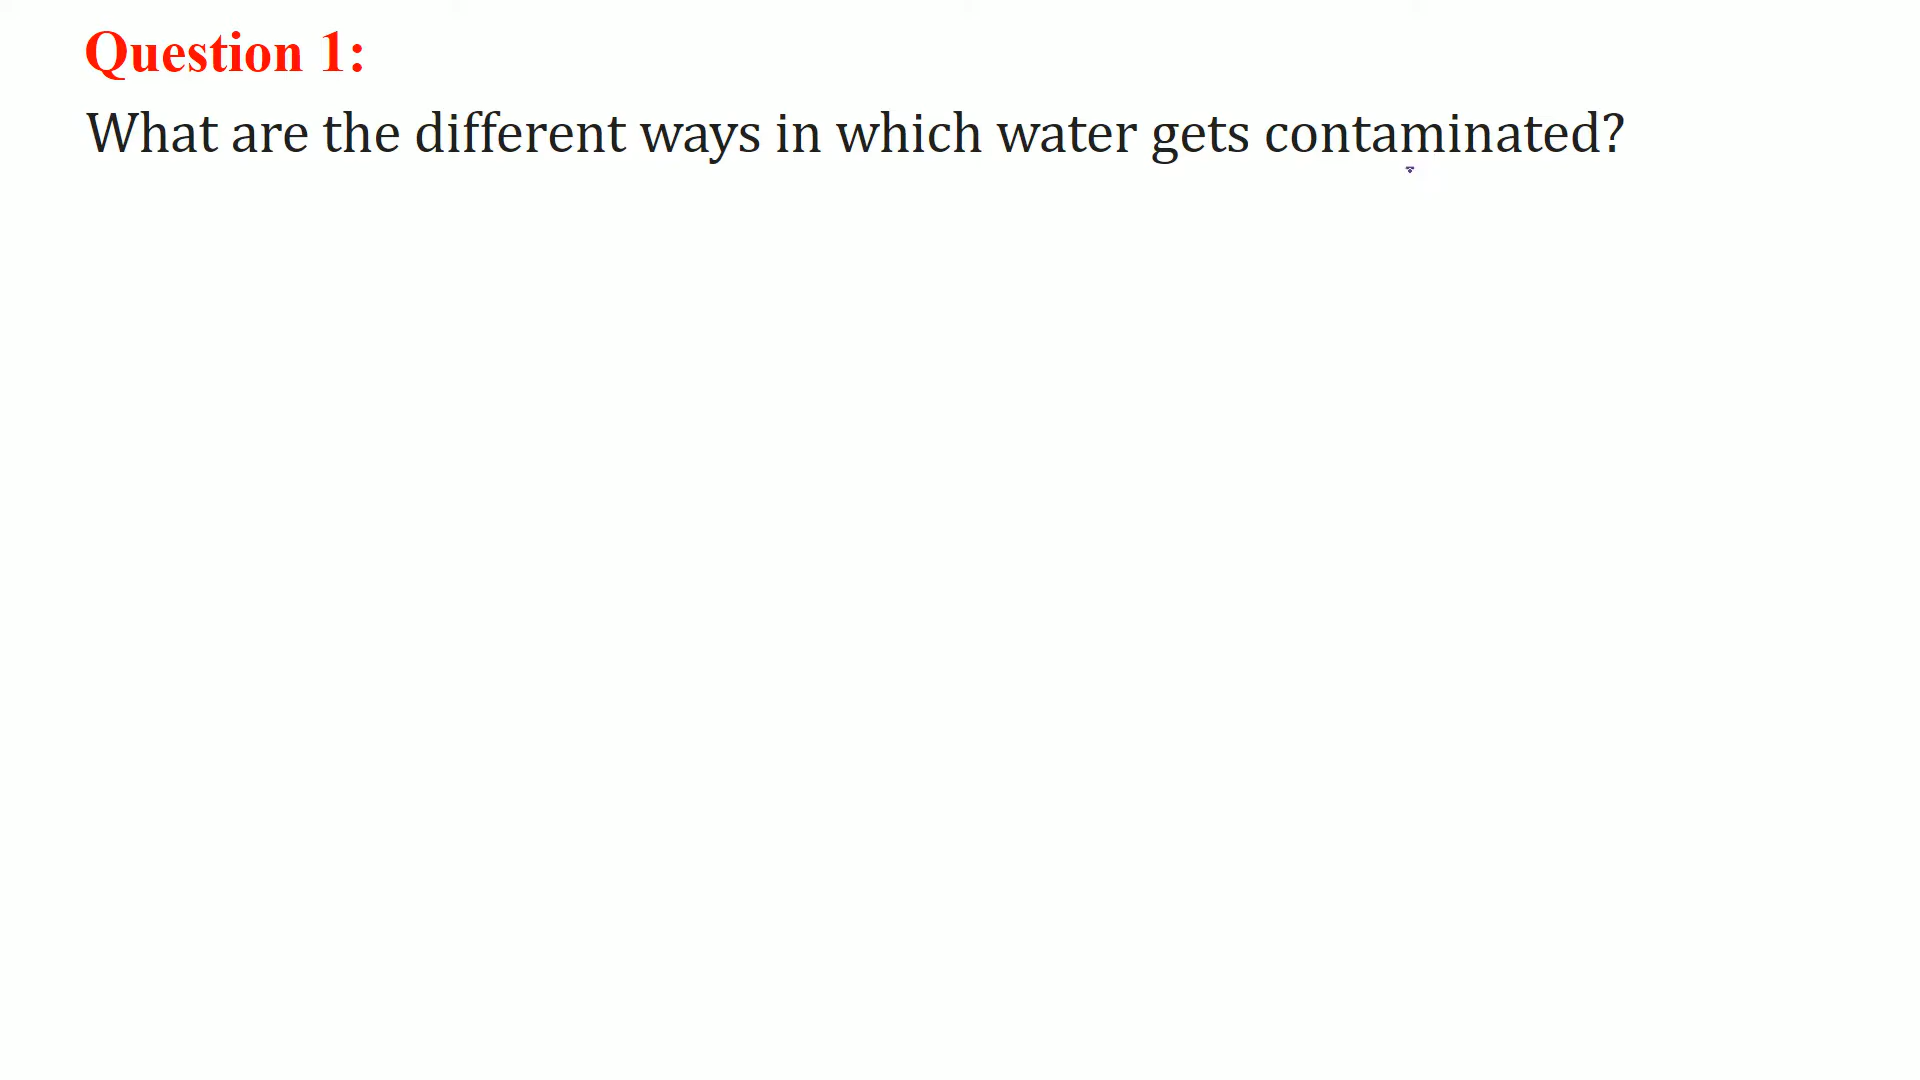 Question 1:
What are the different ways in which water gets contaminated?